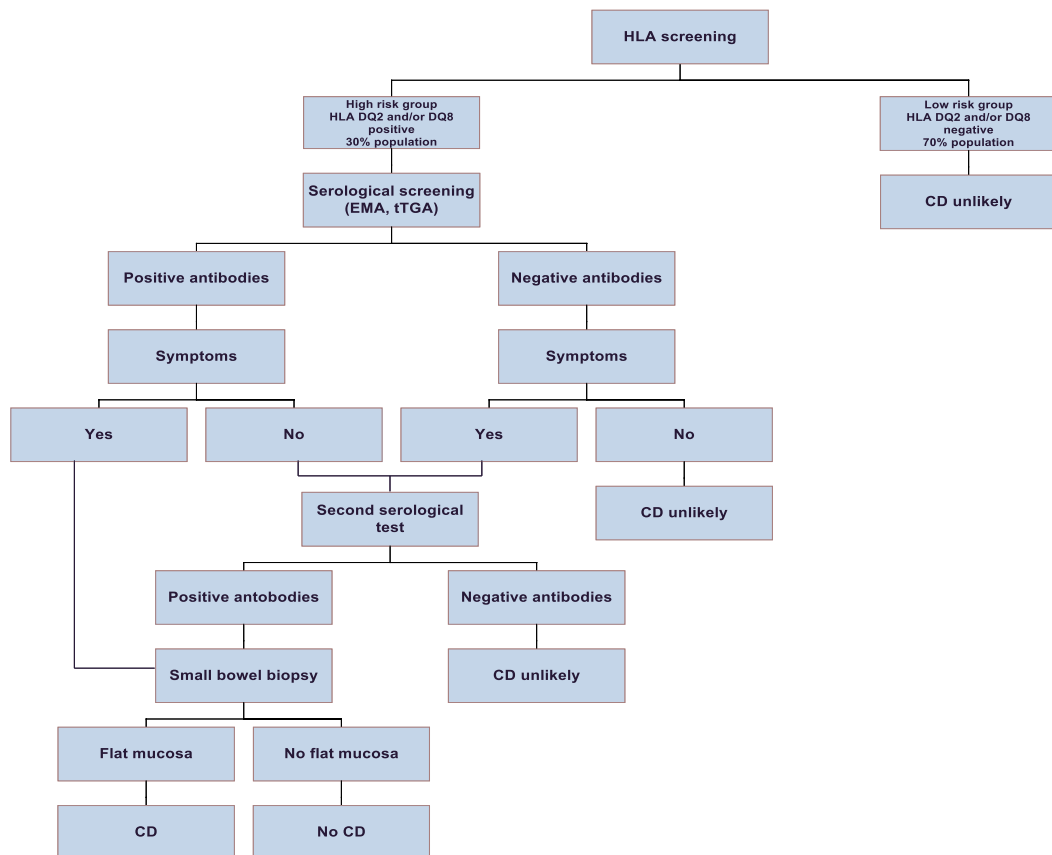 HLA screening
High risk group
HLA DQ2 and/or DQ8
positive
30% population
Low risk group
HLA DQ2 and/or DQ8
negative
70% population
Serological screening
(EMA, tTGA)
CD unlikely
Positive antibodies
Negative antibodies
Symptoms
Symptoms
Yes
No
Yes
No
Second serological
test
CD unlikely
Positive antobodies
Negative antibodies
Small bowel biopsy
CD unlikely
Flat mucosa
No flat mucosa
CD
No CD